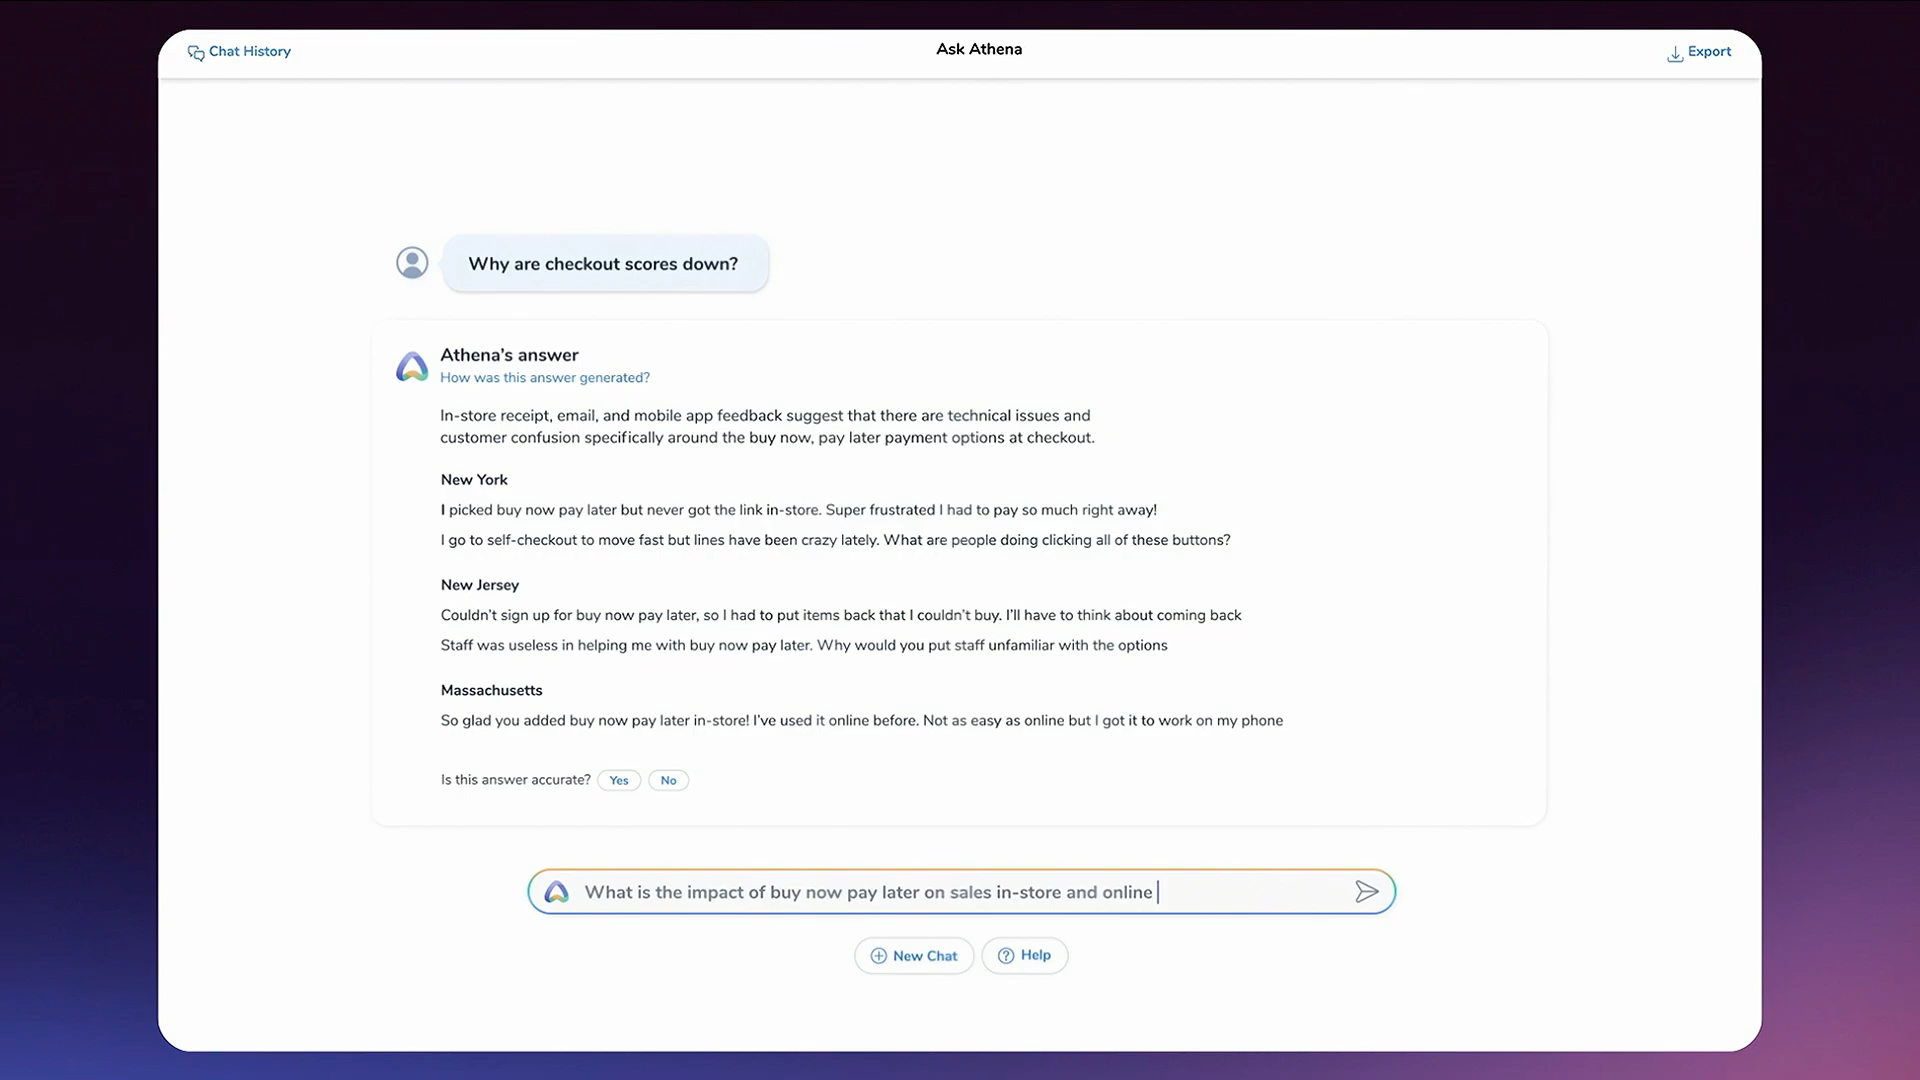 Chat History
Ask Athena
Export
Why are checkout scores down?
Athena's answer
How was this answer generated?
In-store receipt, email, and mobile app feedback suggest that there are technical issues and
customer confusion specifically around the buy now, pay later payment options at checkout.
New York
I picked buy now pay later but never got the link in-store. Super frustrated I had to pay so much right away!
I go to self-checkout to move fast but lines have been crazy lately. What are people doing clicking all of these buttons?
New Jersey
Couldn't sign up for buy now pay later, so I had to put items back that I couldn't buy. I'll have to think about coming back
Staff was useless in helping me with buy now pay later. Why would you put staff unfamiliar with the options
Massachusetts
So glad you added buy now pay later in-store! I've used it online before. Not as easy as online but I got it to work on my phone
Is this answer accurate? Yes No
What is the impact of buy now pay later on sales in-store and online
New Chat
Help